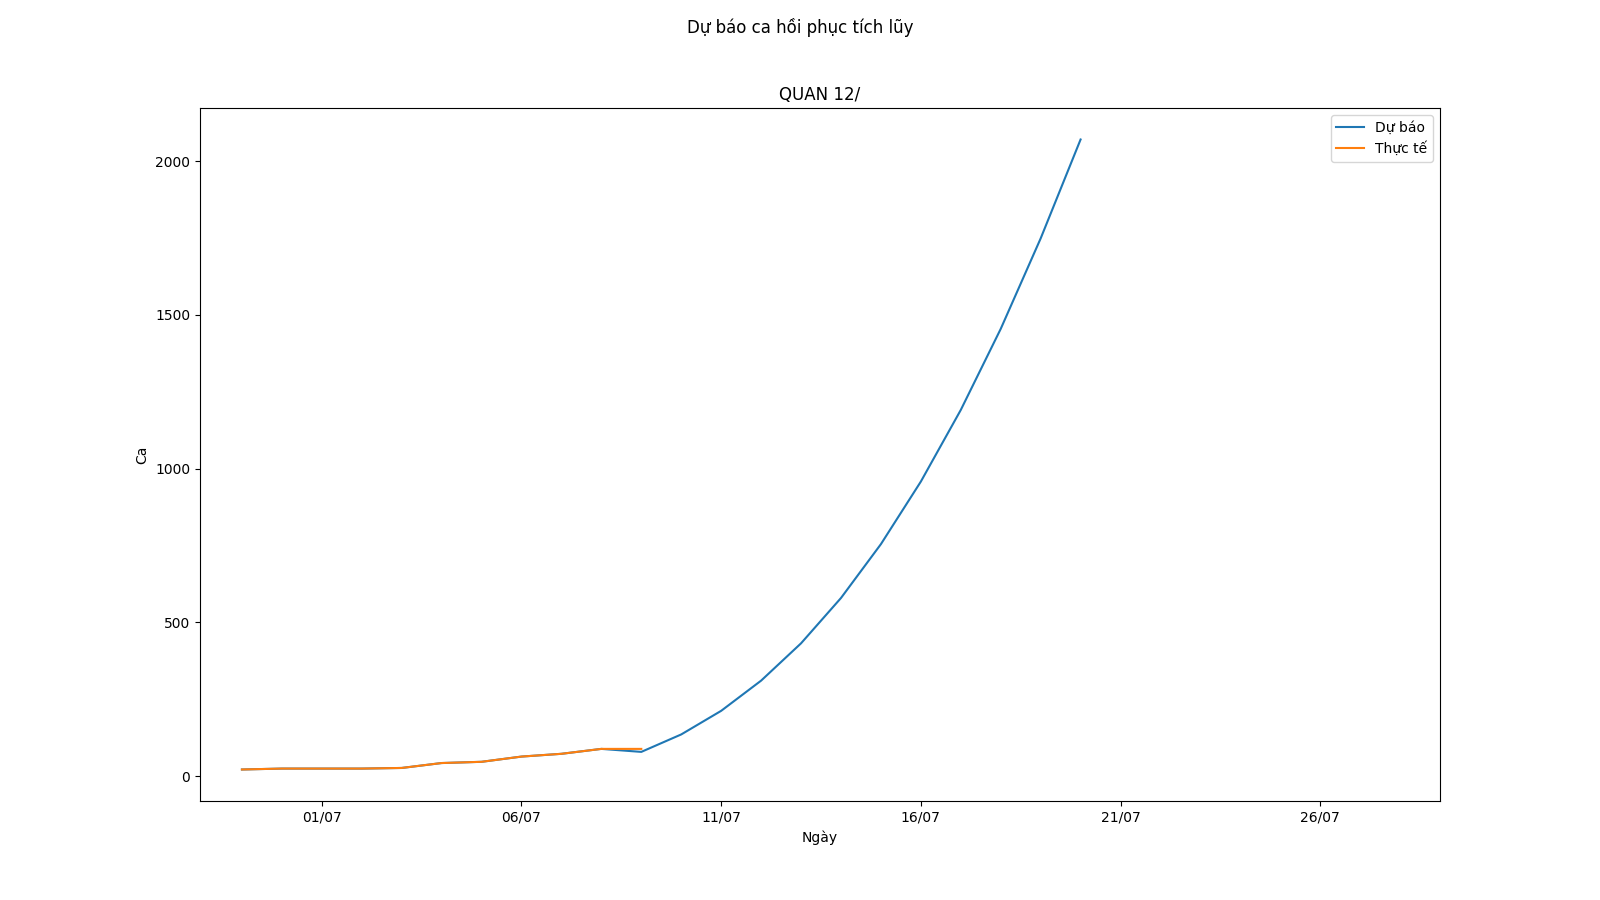 Dự báo ca hồi phục tích lũy
QUAN 12/
Dự báo
Thực tế
2000
1500
1000
500
0
Ca
01/07
06/07
11/07
16/07
21/07
26/07
Ngày